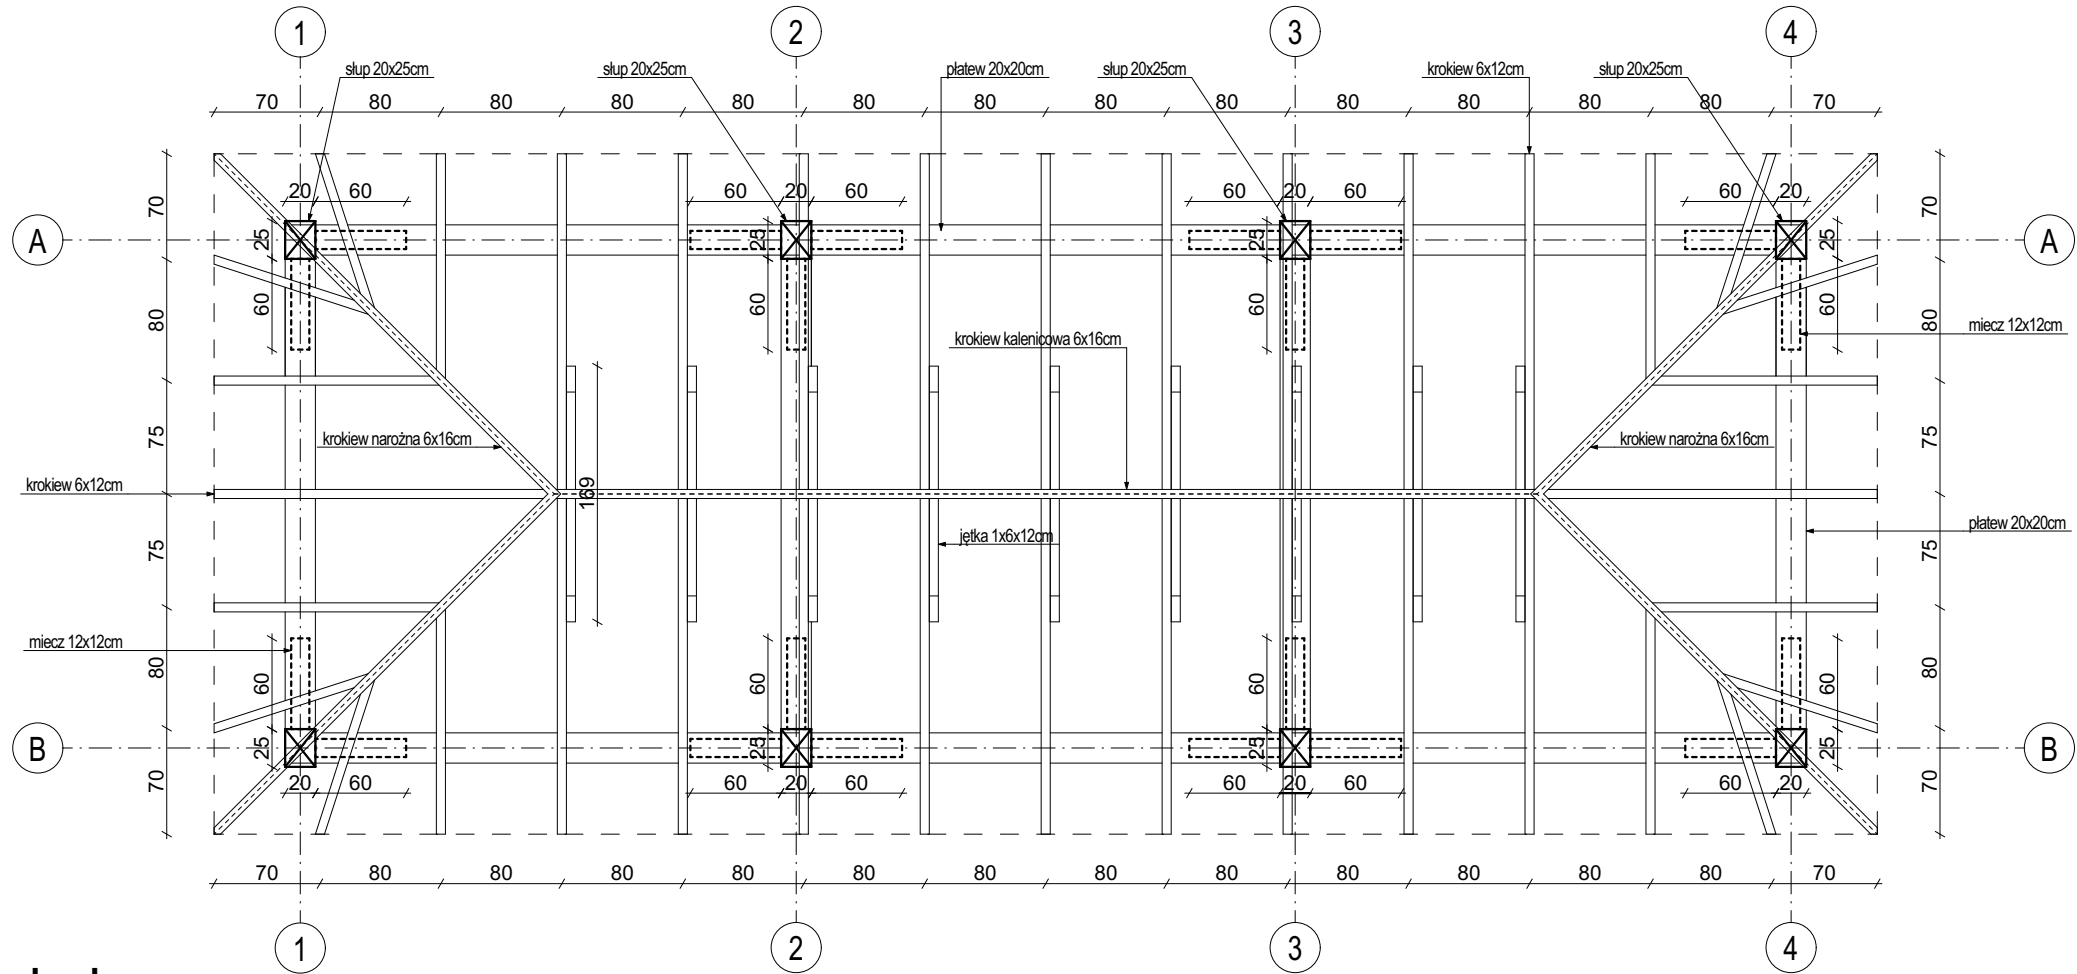 1 2 3 4
słup 20x25cm słup 20x25cm płatew 20x20cm słup 20x25cm krokiew 6x12cm słup 20x25cm
70 80 80 80 80 80 80 80 80 80 80 80 80 70
20 60 60 20 60 60 20 60 60 20
70 70
A 25 25 25 25 A
60 60 60 60
80 80
miecz 12x12cm
krokiew kalenicowa 6x16cm
75 75
krokiew narożna 6x16cm krokiew narożna 6x16cm
krokiew 6x12cm
169
płatew 20x20cm
75 75
jętka 1x6x12cm
miecz 12x12cm
80 80
60 60 60 60
B 25 25 25 25 B
70 70
20 60 60 20 60 60 20 60 60 20
70 80 80 80 80 80 80 80 80 80 80 80 80 70
1 2 3 4